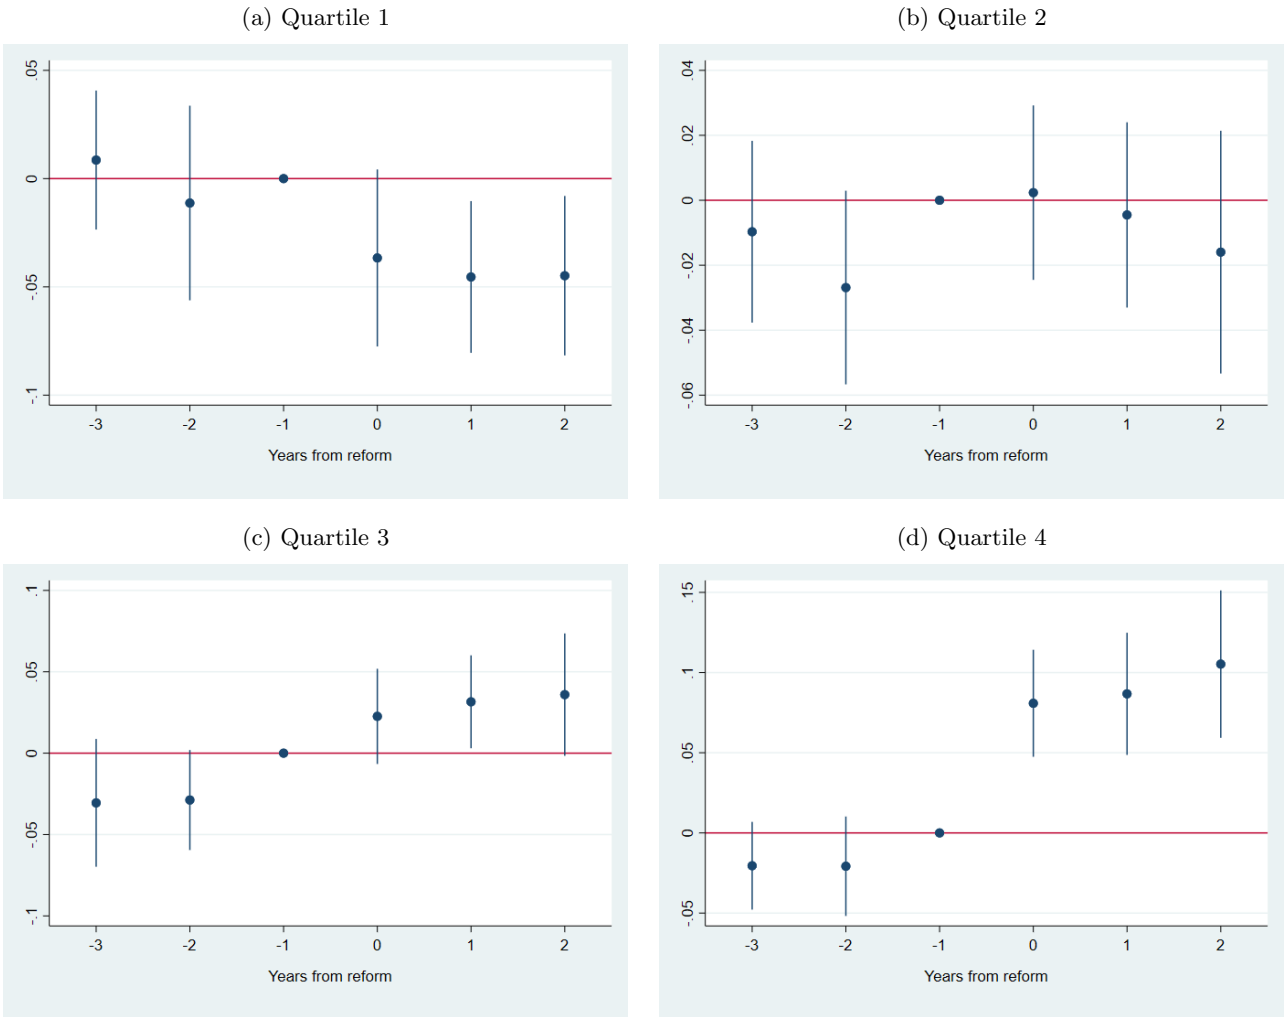 (a) Quartile 1
.05
0
-.05
-.1
-3 -2 -1 0 1 2
Years from reform
(b) Quartile 2
.04
.02
0
-.02
-.04
-.06
-3 -2 -1 0 1 2
Years from reform
(c) Quartile 3
.1
.05
0
-.05
-.1
-3 -2 -1 0 1 2
Years from reform
(d) Quartile 4
.15
.1
.05
0
-.05
-3 -2 -1 0 1 2
Years from reform